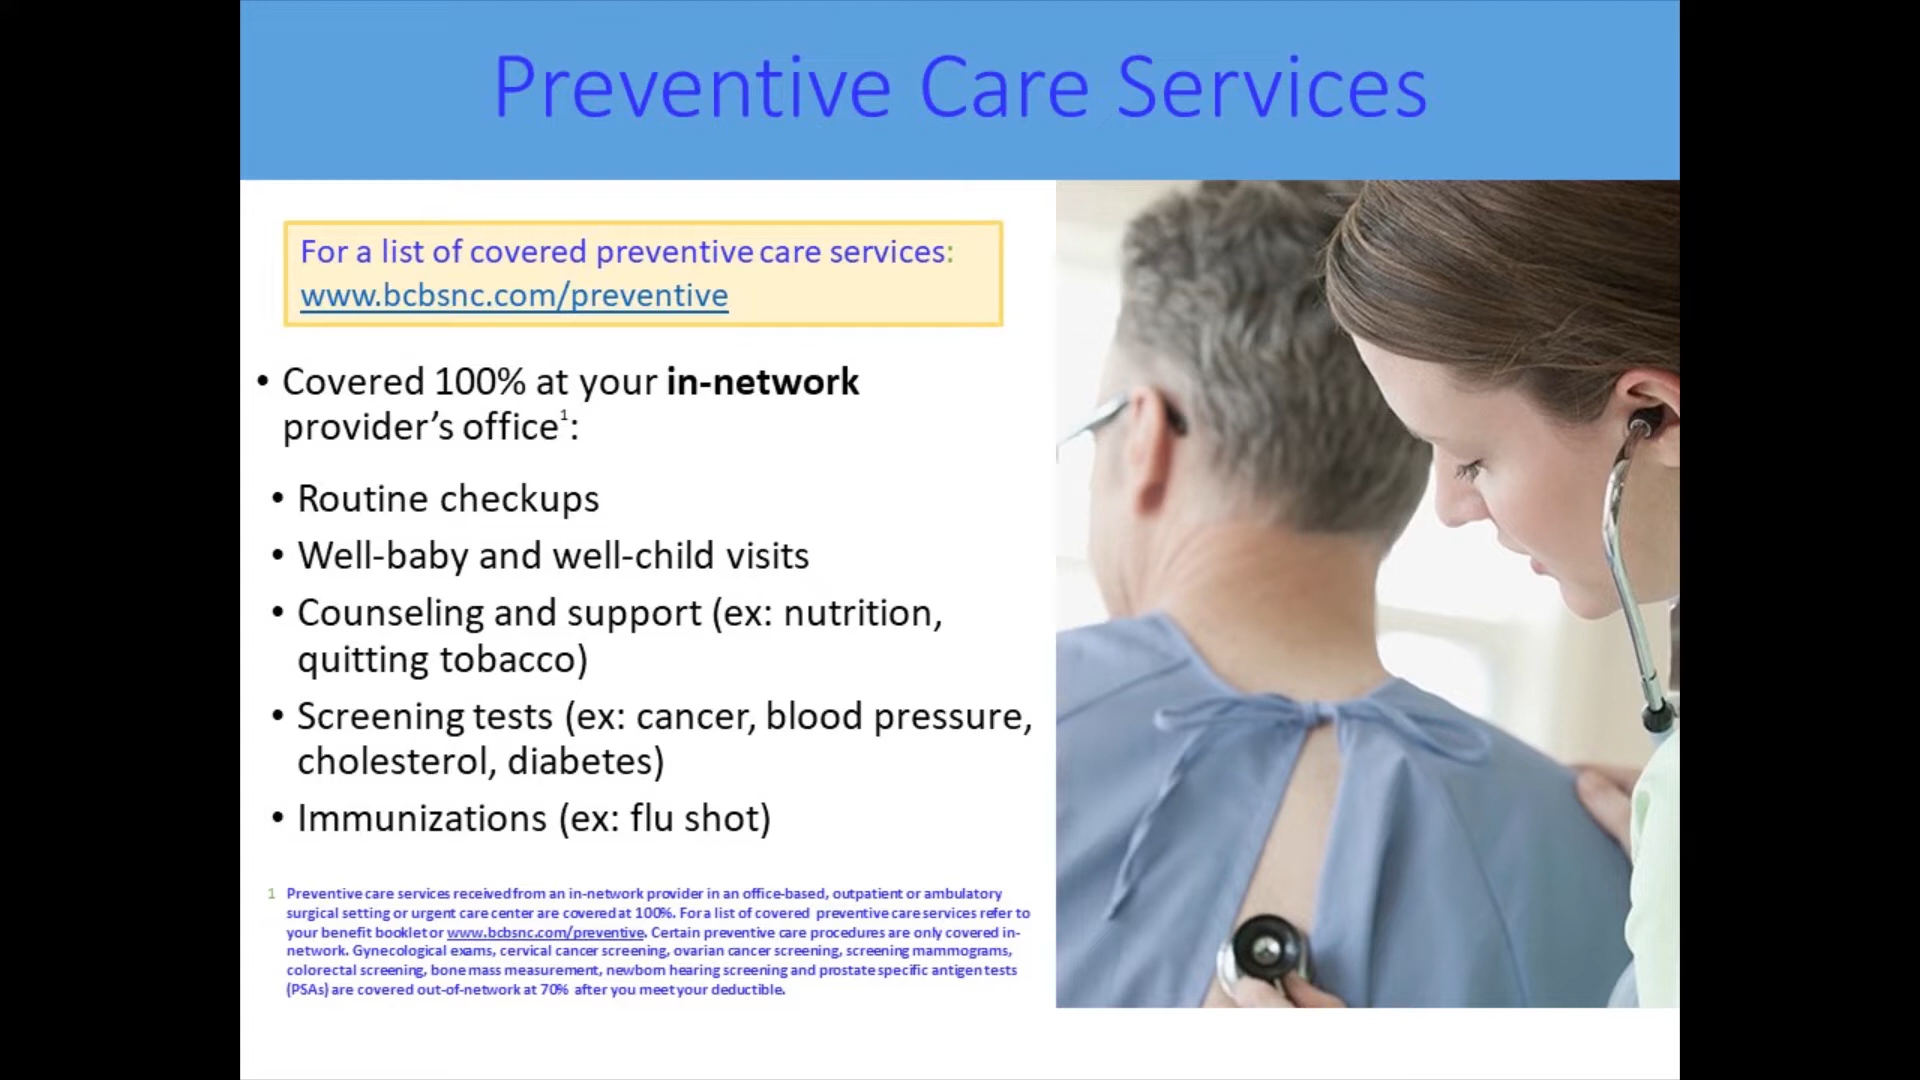 Preventive Care Services
For a list of covered preventive care services:
www.bcbsnc.com/preventive
• Covered 100% at your in-network
provider’s office¹:
• Routine checkups
• Well-baby and well-child visits
• Counseling and support (ex: nutrition,
quitting tobacco)
• Screening tests (ex: cancer, blood pressure,
cholesterol, diabetes)
• Immunizations (ex: flu shot)
1 Preventive care services received from an in-network provider in an office-based, outpatient or ambulatory
surgical setting or urgent care center are covered at 100%. For a list of covered preventive care services refer to
your benefit booklet or www.bcbsnc.com/preventive. Certain preventive care procedures are only covered in-
network. Gynecological exams, cervical cancer screening, ovarian cancer screening, screening mammograms,
colorectal screening, bone mass measurement, newborn hearing screening and prostate specific antigen tests
(PSAs) are covered out-of-network at 70% after you meet your deductible.